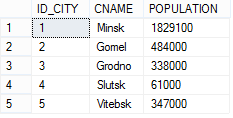 ID_CITY CNAME POPULATION
1 1 Minsk 1829100
2 2 Gomel 484000
3 3 Grodno 338000
4 4 Slutsk 61000
5 5 Vitebsk 347000